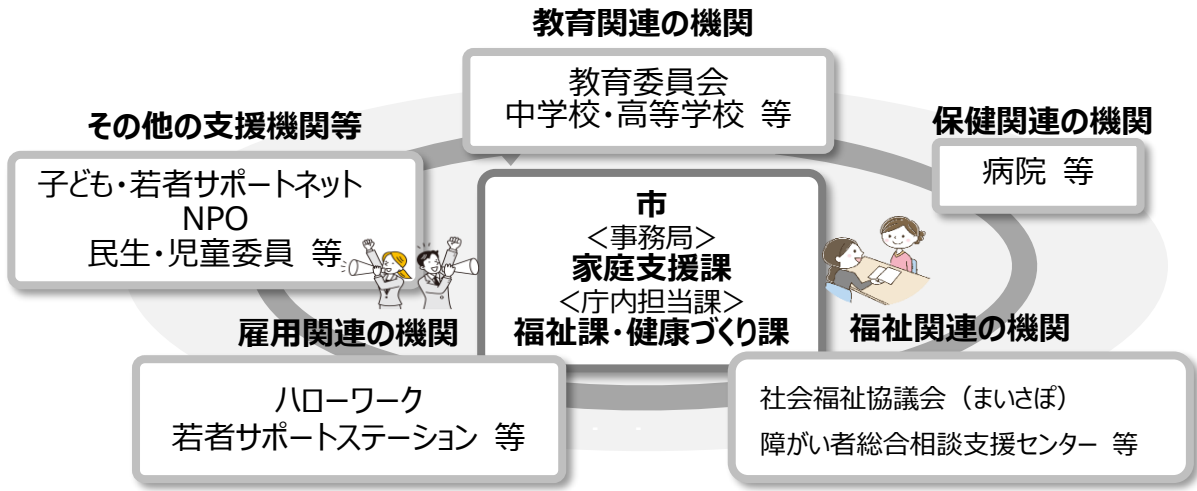 教育関連の機関
教育委員会
中学校・高等学校 等
その他の支援機関等
子ども・若者サポートネット
NPO
民生・児童委員 等
保健関連の機関
病院 等
市
<事務局>
家庭支援課
<庁内担当課>
福祉課・健康づくり課
雇用関連の機関
ハローワーク
若者サポートステーション 等
福祉関連の機関
社会福祉協議会（まいさぽ）
障がい者総合相談支援センター 等